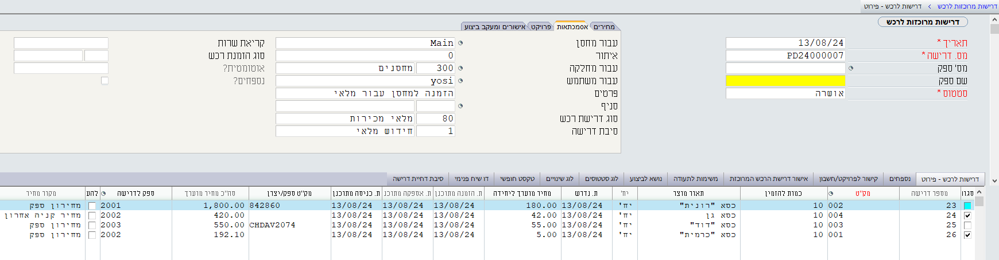 דרישות מרוכזות לרכש > דרישות לרכש - פירוט
דרישות מרוכזות לרכש
תאריך * 13/08/24
מס. דרישה * PD24000007
מס' ספק
שם ספק
סטטוס * אושרה
מחירים אסמכתאות פרויקט אישורים ומעקב ביצוע
עבור מחסן Main קריאת שרות
איתור 0 סוג הזמנת רכש
עבור מחלקה 300 מחסנים אוטומטית?
עבור משתמש yosi נספחים?
פרטים הזמנה למחסן עבור מלאי
סניף
סוג דרישת רכש 80 מלאי מכירות
סיבת דרישה 1 חידוש מלאי
דרישות לרכש - פירוט נספחים קישור לפרויקט/חשבון אישור דרישת הרכש המרוכזת משימות לתעודה נושא לביצוע לוג סטטוסים לוג שינויים טקסט חופשי דו שיח פנימי סיבת דחיית דרישה
סגרו מספר דרישה מק"ט כמות להזמין תאור מוצר יח' ת. נדרש מחיר מוערך ליחידה ת. הזמנה מתוכנן ת. אספקה מתוכנ ת. כניסה מתוכנן מק"ט ספק/יצרן סה"כ מחיר מוערך ספק לדרישה להע מקור מחיר
23 002 10 כסא "רונית" יח' 13/08/24 180.00 13/08/24 13/08/24 13/08/24 842860 1,800.00 2001 מחירון ספק
24 004 10 כסא גן יח' 13/08/24 42.00 13/08/24 13/08/24 13/08/24 420.00 2002 מחיר קניה אחרון
25 003 10 כסא "דוד" יח' 13/08/24 55.00 13/08/24 13/08/24 13/08/24 CHDAV2074 550.00 2003 מחירון ספק
26 001 10 כסא "כרמית" יח' 13/08/24 5.00 13/08/24 13/08/24 13/08/24 192.10 2002 מחירון ספק